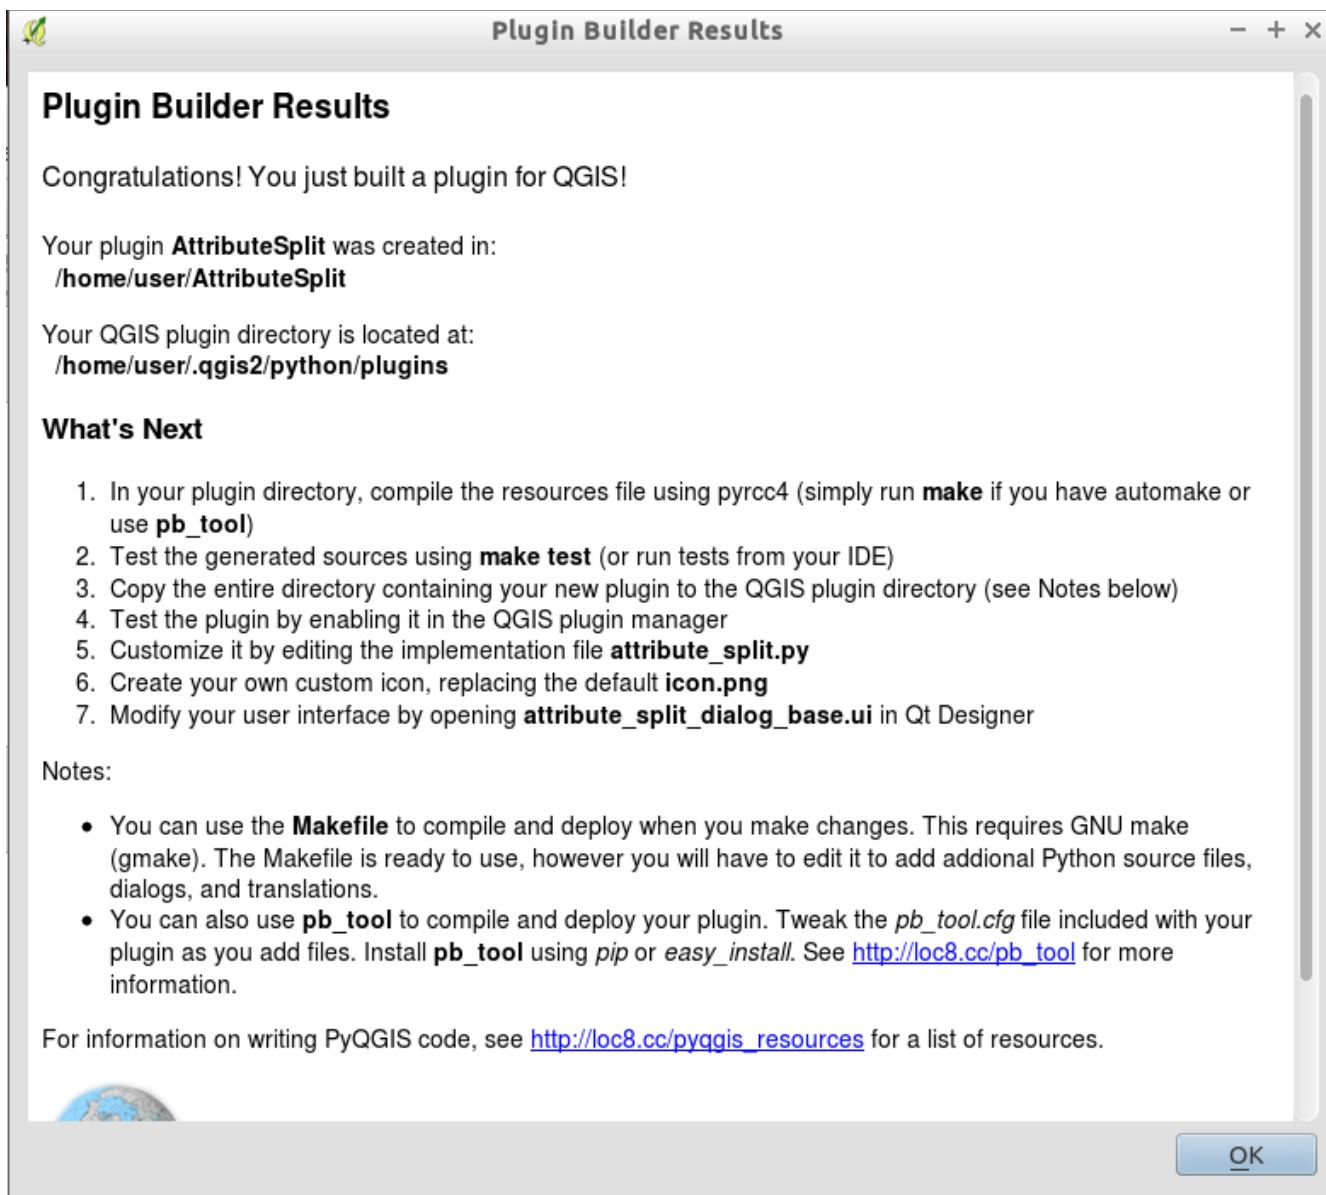 Plugin Builder Results
Plugin Builder Results
Congratulations! You just built a plugin for QGIS!
Your plugin AttributeSplit was created in:
/home/user/AttributeSplit
Your QGIS plugin directory is located at:
/home/user/.qgis2/python/plugins
What's Next
1. In your plugin directory, compile the resources file using pyrcc4 (simply run make if you have automake or
use pb_tool)
2. Test the generated sources using make test (or run tests from your IDE)
3. Copy the entire directory containing your new plugin to the QGIS plugin directory (see Notes below)
4. Test the plugin by enabling it in the QGIS plugin manager
5. Customize it by editing the implementation file attribute_split.py
6. Create your own custom icon, replacing the default icon.png
7. Modify your user interface by opening attribute_split_dialog_base.ui in Qt Designer
Notes:
• You can use the Makefile to compile and deploy when you make changes. This requires GNU make
(gmake). The Makefile is ready to use, however you will have to edit it to add addional Python source files,
dialogs, and translations.
• You can also use pb_tool to compile and deploy your plugin. Tweak the pb_tool.cfg file included with your
plugin as you add files. Install pb_tool using pip or easy_install. See http://loc8.cc/pb_tool for more
information.
For information on writing PyQGIS code, see http://loc8.cc/pyqgis_resources for a list of resources.
OK